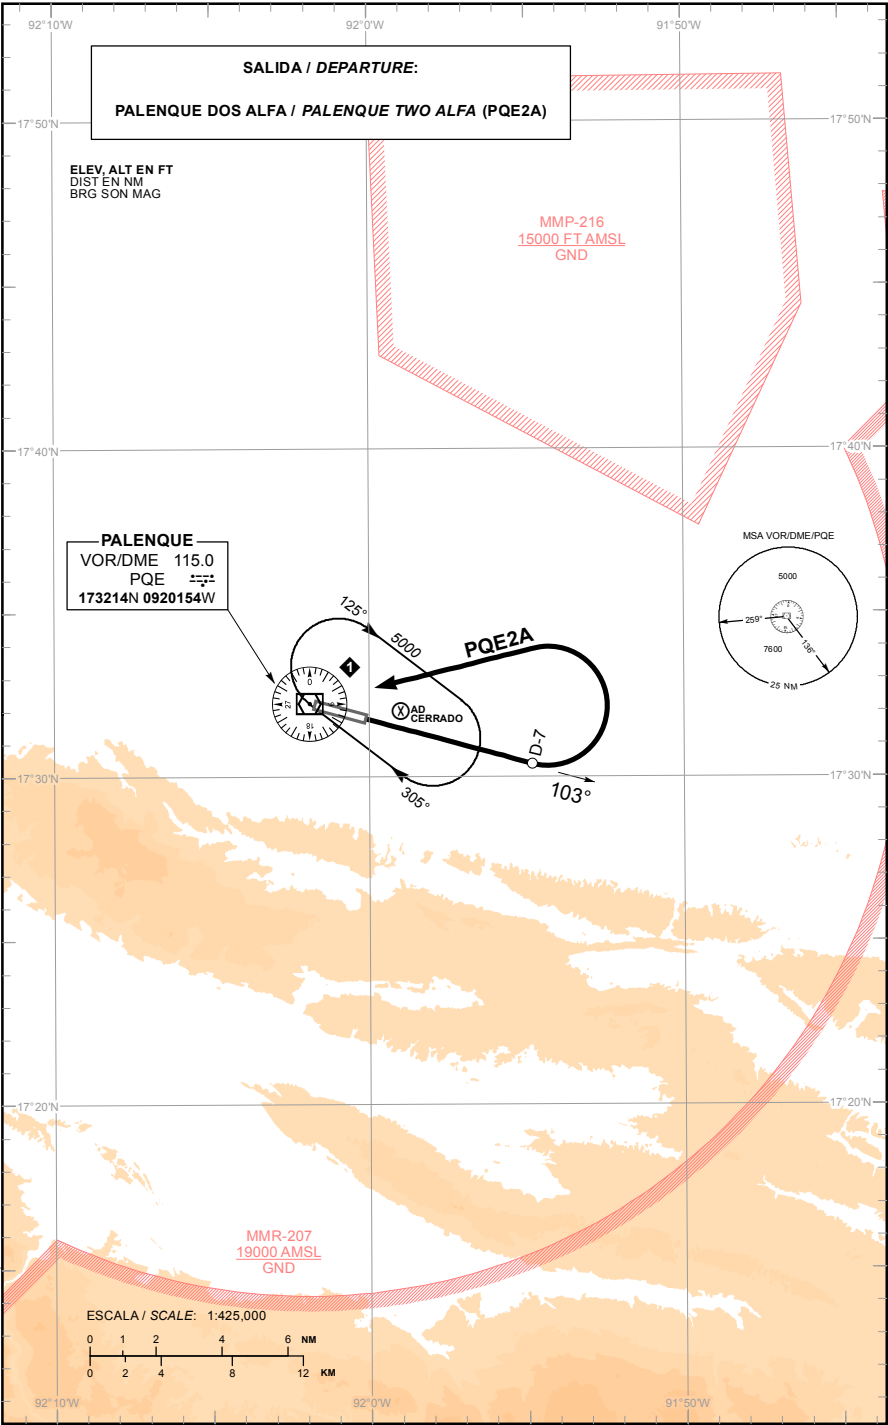 92°10'W 92°0'W 91°50'W
SALIDA / DEPARTURE:
PALENQUE DOS ALFA / PALENQUE TWO ALFA (PQE2A)
17°50'N 17°50'N
ELEV, ALT EN FT
DIST EN NM
BRG SON MAG
MMP-216
15000 FT AMSL
GND
17°40'N 17°40'N
PALENQUE
VOR/DME 115.0
PQE
173214N 0920154W
MSA VOR/DME/PQE
5000
259°
136°
7600
25 NM
125°
5000
PQE2A
1
0
9
18
27
AD
CERRADO
D-7
305°
103°
17°30'N 17°30'N
17°20'N 17°20'N
MMR-207
19000 AMSL
GND
ESCALA / SCALE: 1:425,000
0 1 2 4 6 NM
0 2 4 8 12 KM
92°10'W 92°0'W 91°50'W